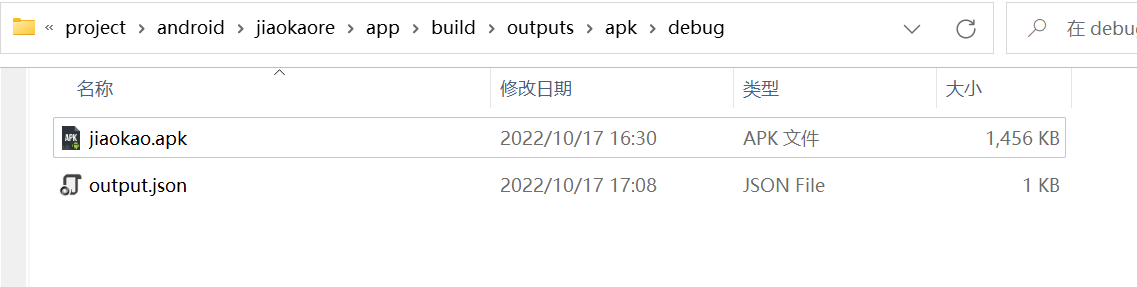 « project › android › jiaokaore › app › build › outputs › apk › debug
在 debu
名称 修改日期 类型 大小
jiaokao.apk 2022/10/17 16:30 APK 文件 1,456 KB
output.json 2022/10/17 17:08 JSON File 1 KB